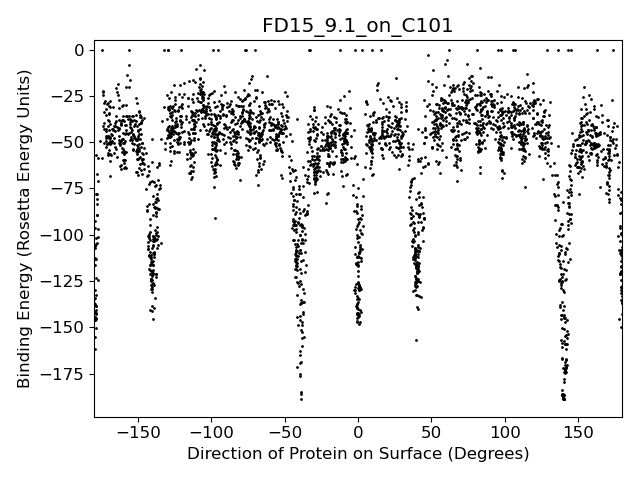 FD15_9.1_on_C101
0
−25
−50
−75
−100
−125
−150
−175
Binding Energy (Rosetta Energy Units)
−150 −100 −50 0 50 100 150
Direction of Protein on Surface (Degrees)